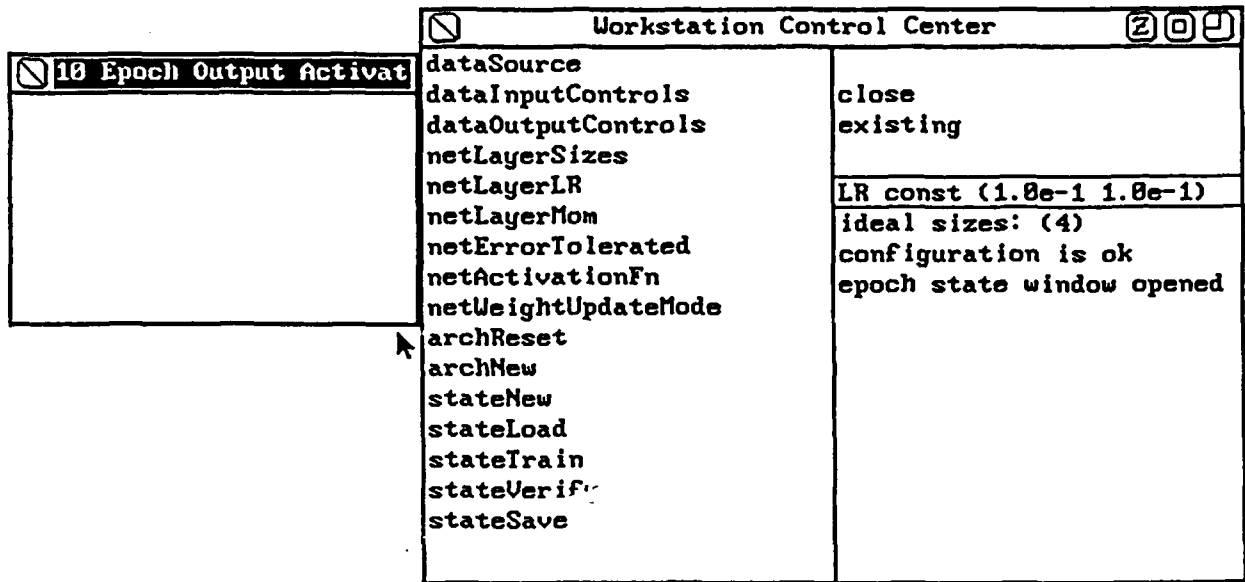 10 Epoch Output Activat
Workstation Control Center
dataSource
dataInputControls
dataOutputControls
netLayerSizes
netLayerLR
netLayerMom
netErrorTolerated
netActivationFn
netWeightUpdateMode
archReset
archNew
stateNew
stateLoad
stateTrain
stateVerify
stateSave
close
existing
LR const (1.0e-1 1.0e-1)
ideal sizes: (4)
configuration is ok
epoch state window opened